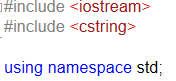 #include <iostream>
#include <cstring>
using namespace std;